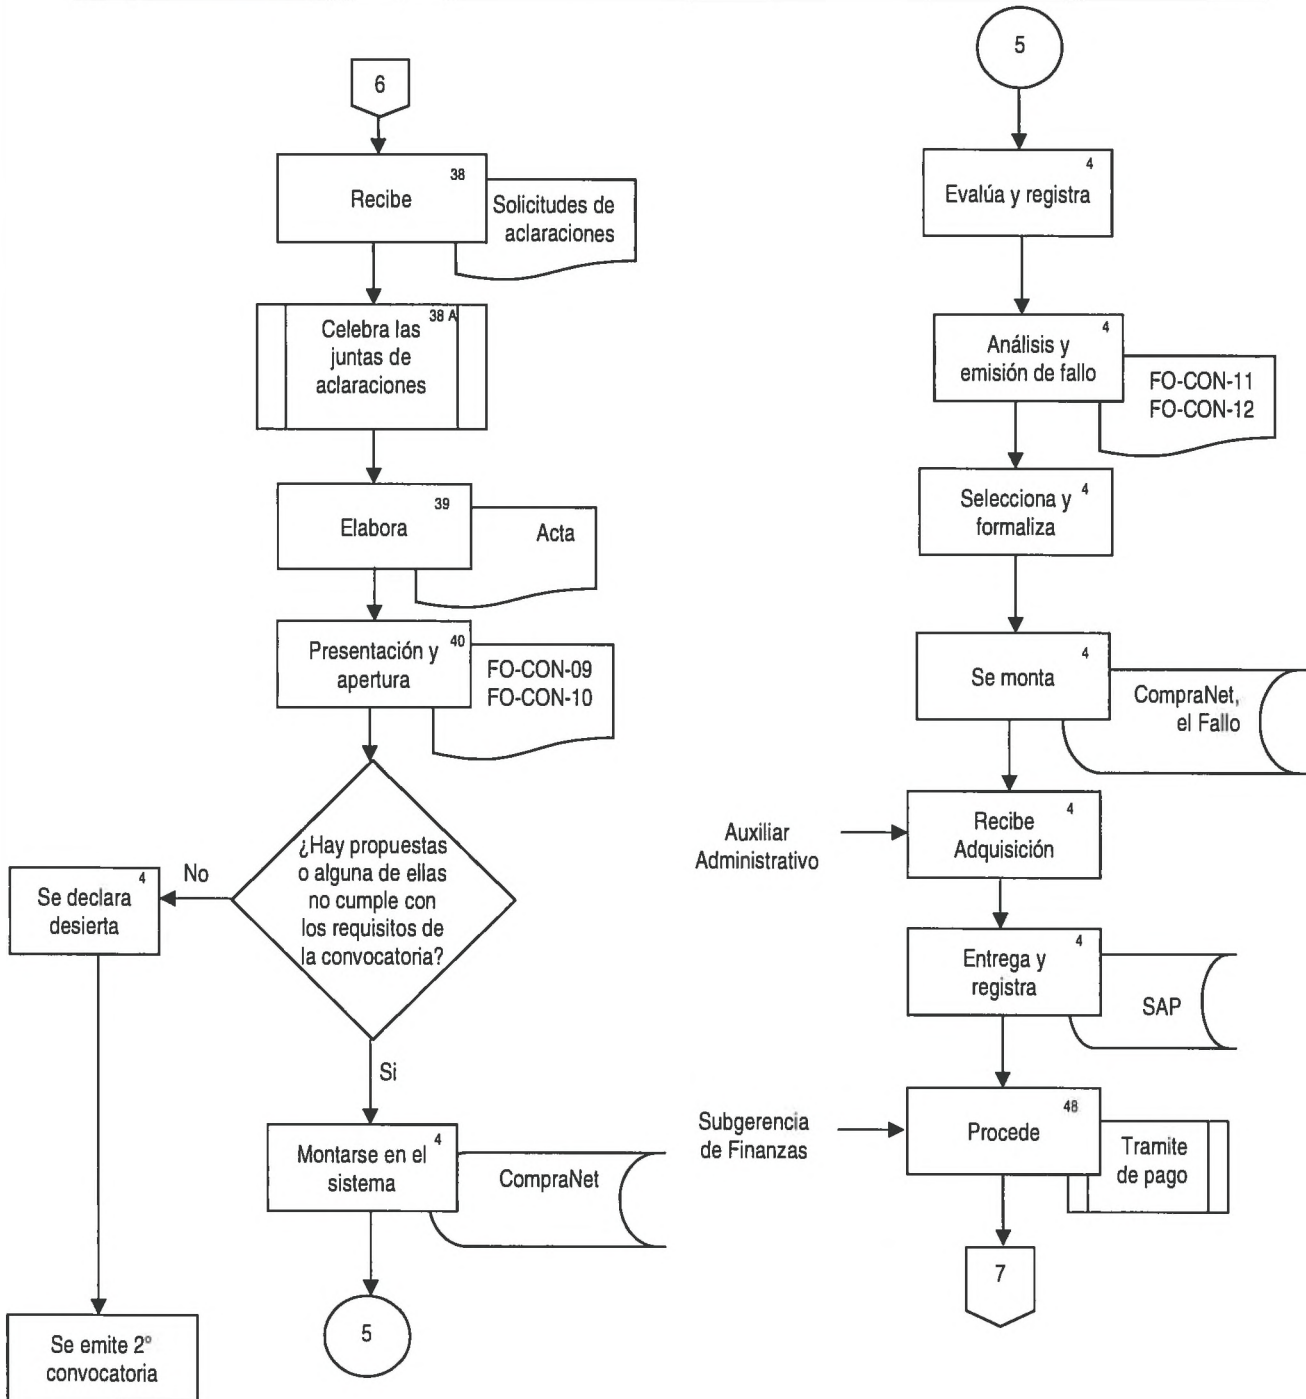 6
38
Recibe
Solicitudes de
aclaraciones
38 A
Celebra las
juntas de
aclaraciones
39
Elabora
Acta
40
Presentación y
apertura
FO-CON-09
FO-CON-10
¿Hay propuestas
o alguna de ellas
no cumple con
los requisitos de
la convocatoria?
No
4
Se declara
desierta
Se emite 2°
convocatoria
Si
4
Montarse en el
sistema
CompraNet
5
5
4
Evalúa y registra
4
Análisis y
emisión de fallo
FO-CON-11
FO-CON-12
4
Selecciona y
formaliza
4
Se monta
CompraNet,
el Fallo
Auxiliar
Administrativo
4
Recibe
Adquisición
4
Entrega y
registra
SAP
Subgerencia
de Finanzas
48
Procede
Tramite
de pago
7